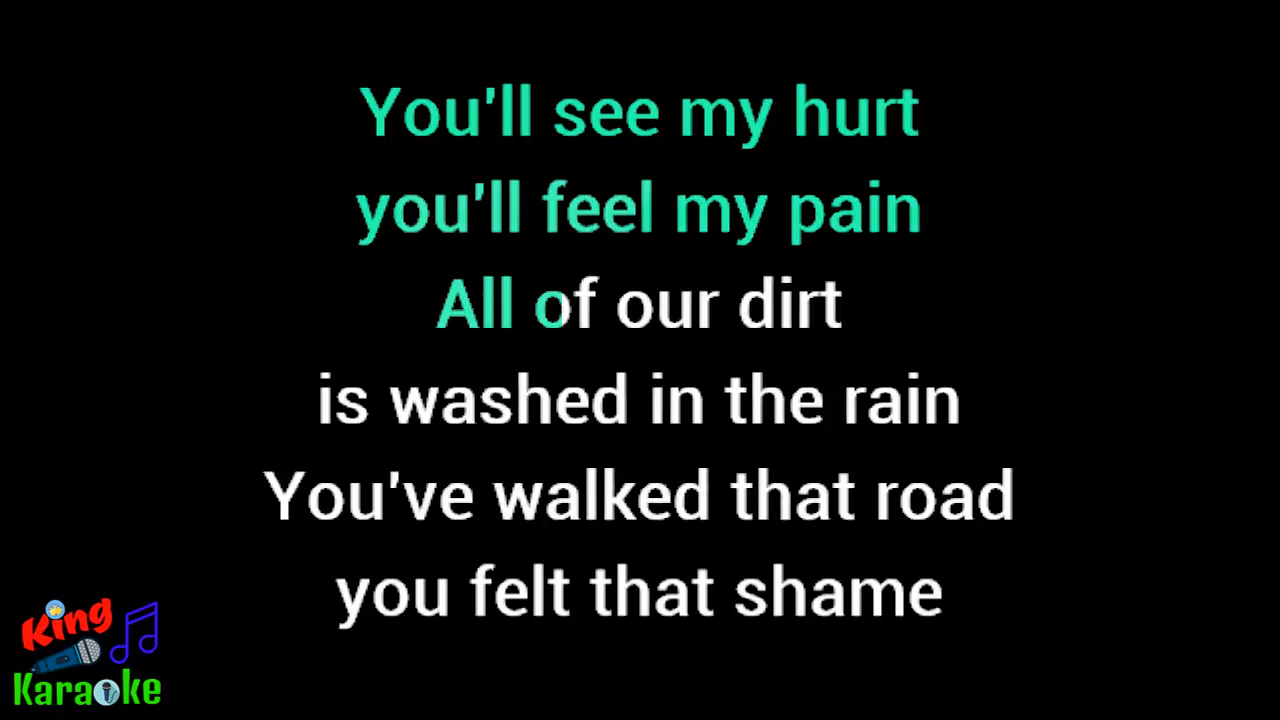 You'll see my hurt
you'll feel my pain
All of our dirt
is washed in the rain
You've walked that road
you felt that shame
King
Karaoke